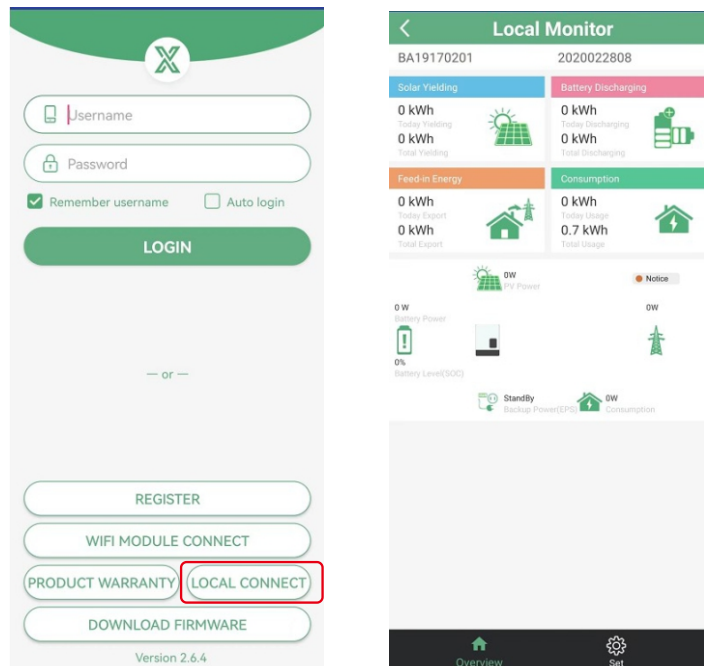 Username
Password
Remember username
Auto login
LOGIN
— or —
REGISTER
WIFI MODULE CONNECT
PRODUCT WARRANTY
LOCAL CONNECT
DOWNLOAD FIRMWARE
Version 2.6.4
Local Monitor
BA19170201
2020022808
Solar Yielding
0 kWh
Today Yielding
0 kWh
Total Yielding
Battery Discharging
0 kWh
Today Discharging
0 kWh
Total Discharging
Feed-in Energy
0 kWh
Today Export
0 kWh
Total Export
Consumption
0 kWh
Today Usage
0.7 kWh
Total Usage
0W
PV Power
Notice
0 W
Battery Power
0W
0%
Battery Level(SOC)
StandBy
Backup Power(EPS)
0W
Consumption
Overview
Set